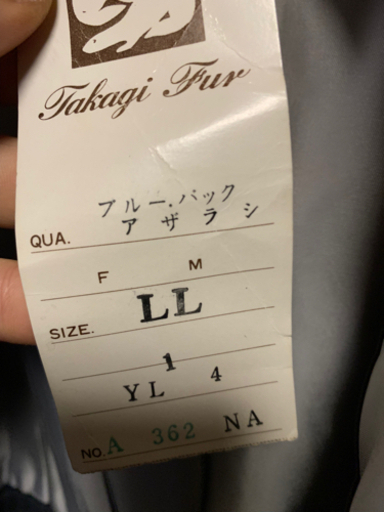 Takagi Fur
ブルー.バック
QUA. アザラシ
F M
SIZE. LL
1
YL 4
NO. A 362 NA